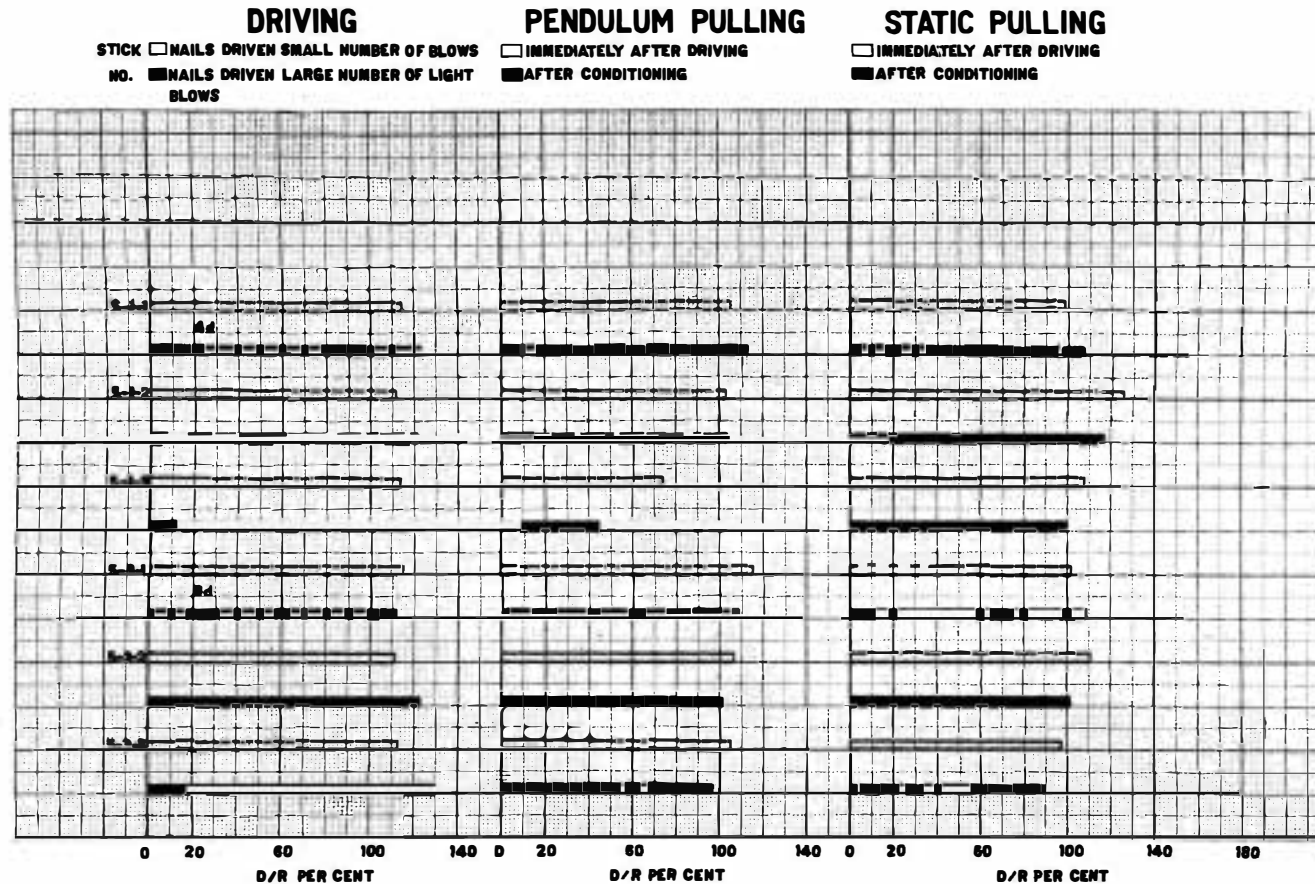 DRIVING
PENDULUM PULLING
STATIC PULLING
STICK NAILS DRIVEN SMALL NUMBER OF BLOWS
IMMEDIATELY AFTER DRIVING
IMMEDIATELY AFTER DRIVING
NO. NAILS DRIVEN LARGE NUMBER OF LIGHT
AFTER CONDITIONING
AFTER CONDITIONING
BLOWS
0 20 60 100 140 0 20 60 100 140 0 20 60 100 140 180
D/R PER CENT
D/R PER CENT
D/R PER CENT